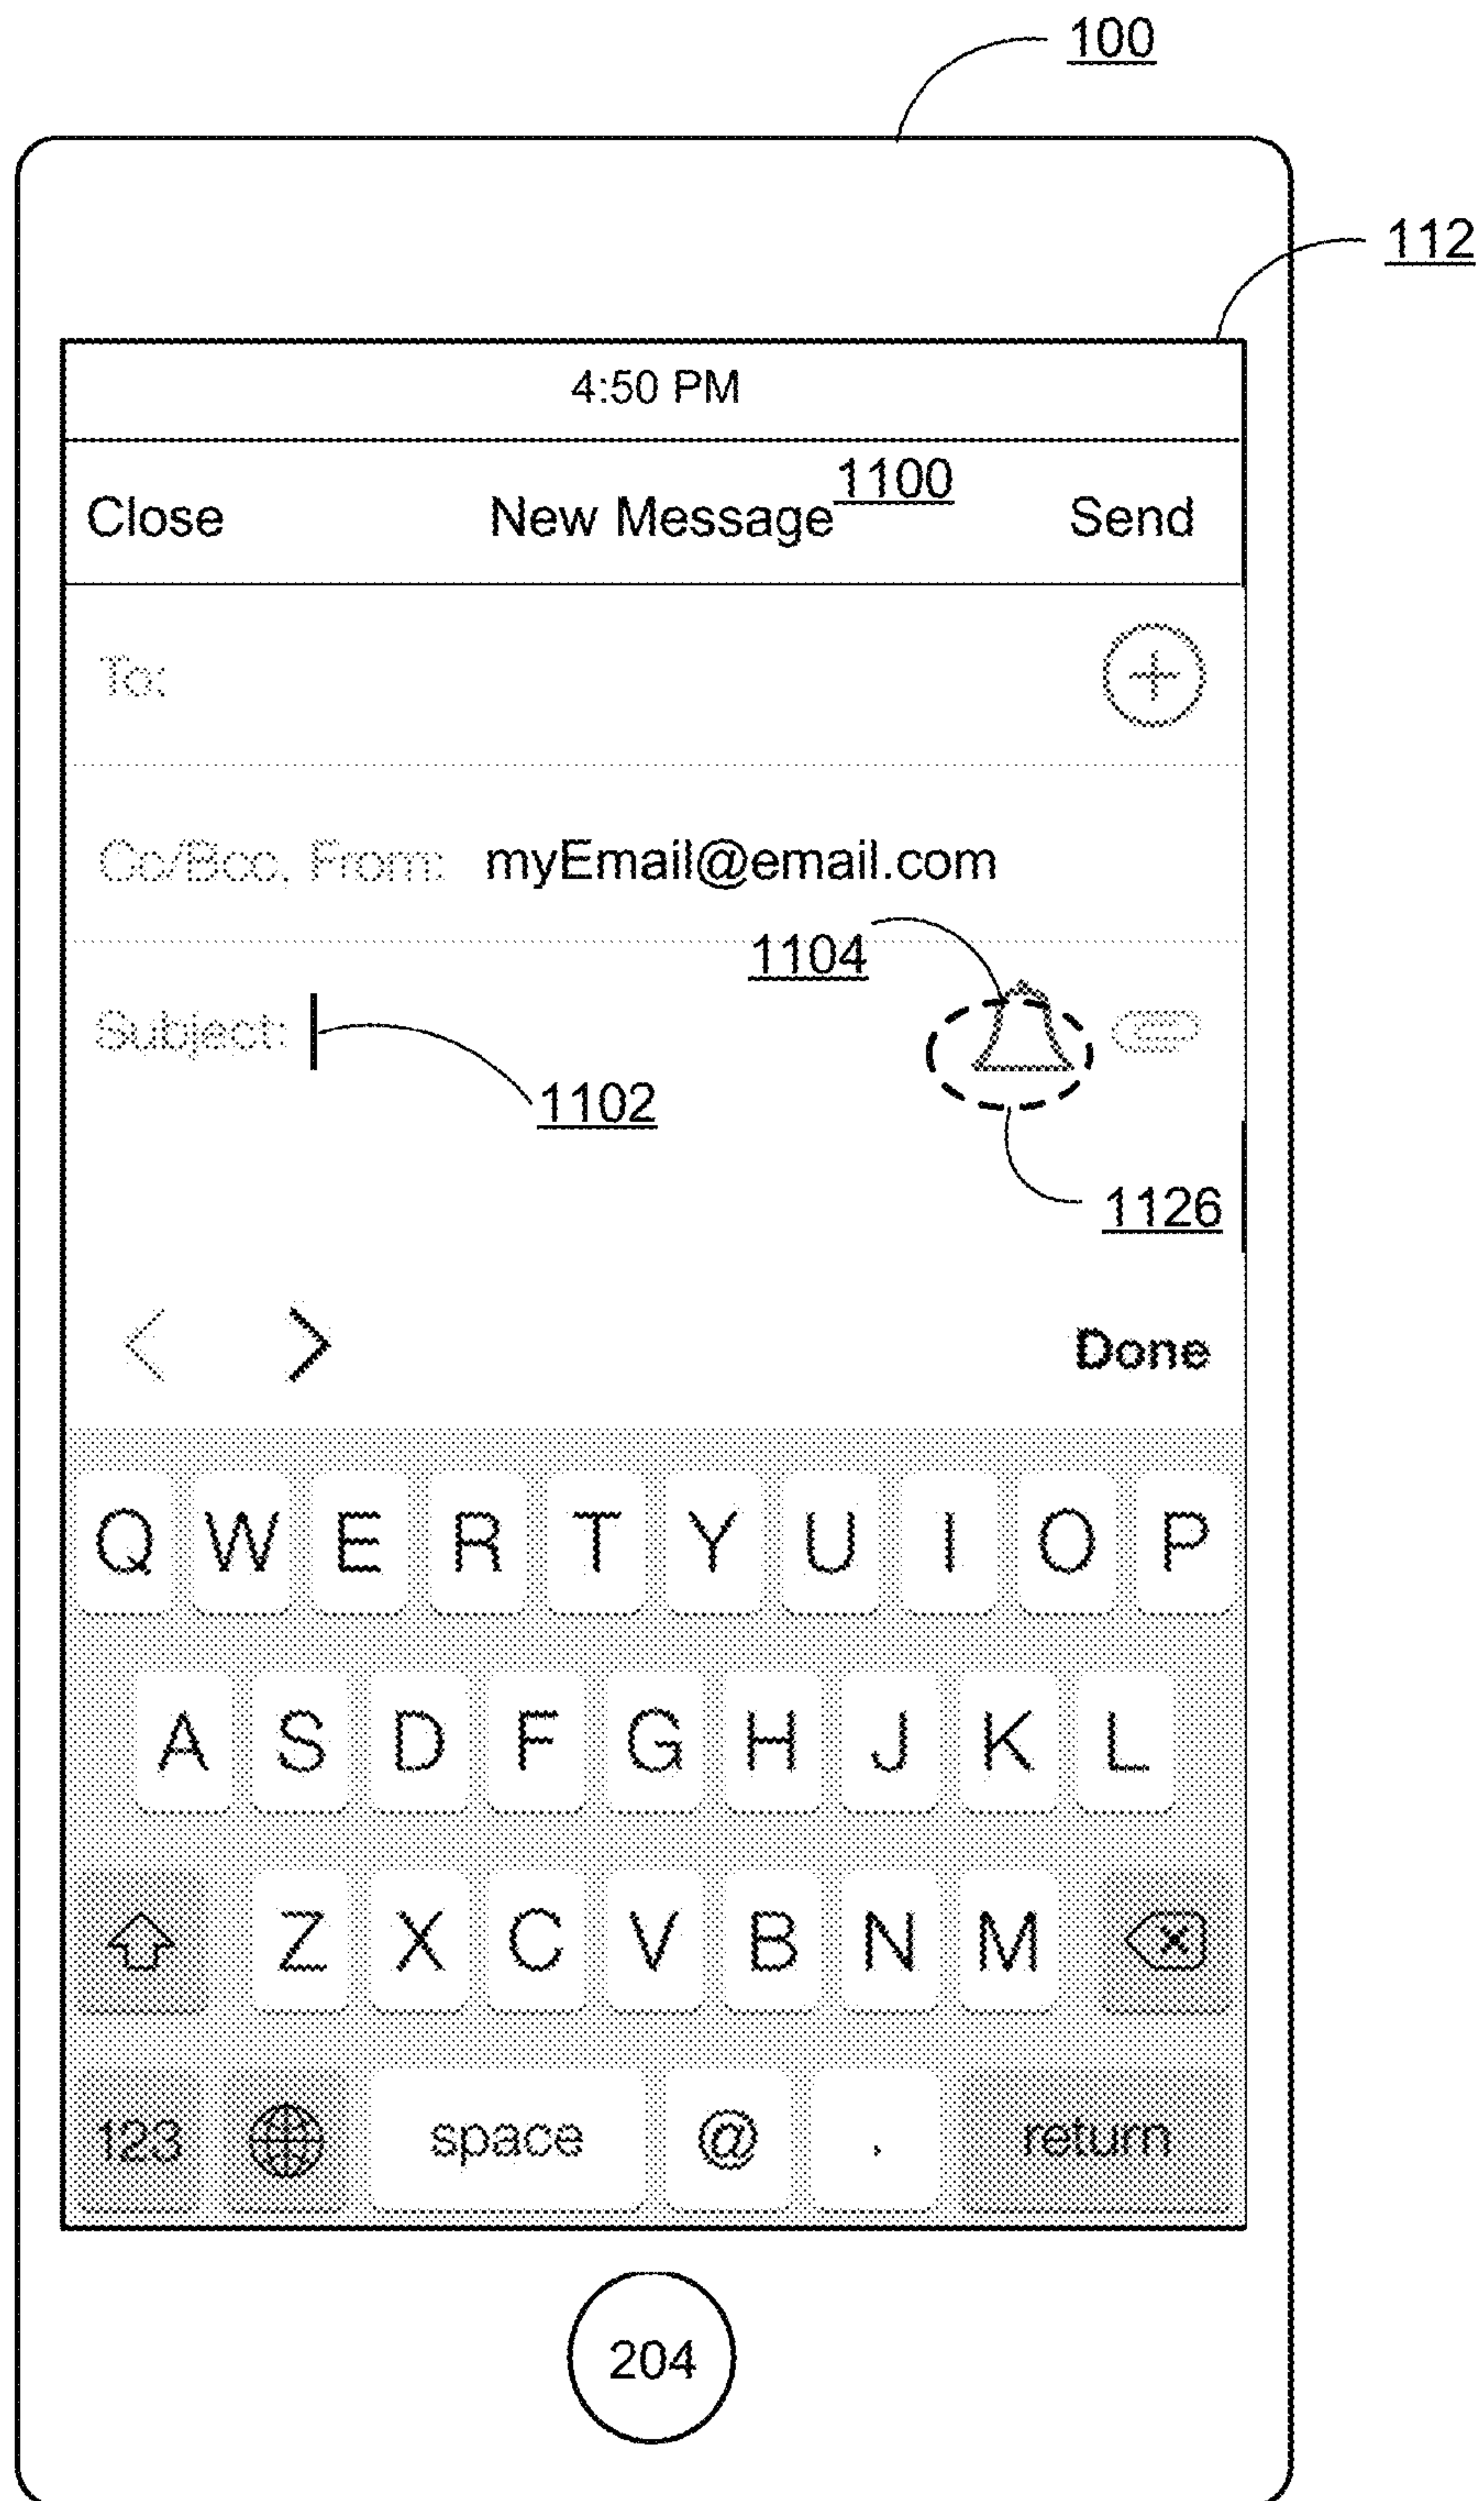 100
112
4:50 PM
1100
Close New Message Send
To:
Cc/Bcc, From: myEmail@email.com
1104
Subject:
1102
1126
Done
Q W E R T Y U I O P
A S D F G H J K L
Z X C V B N M
123 space @ . return
204